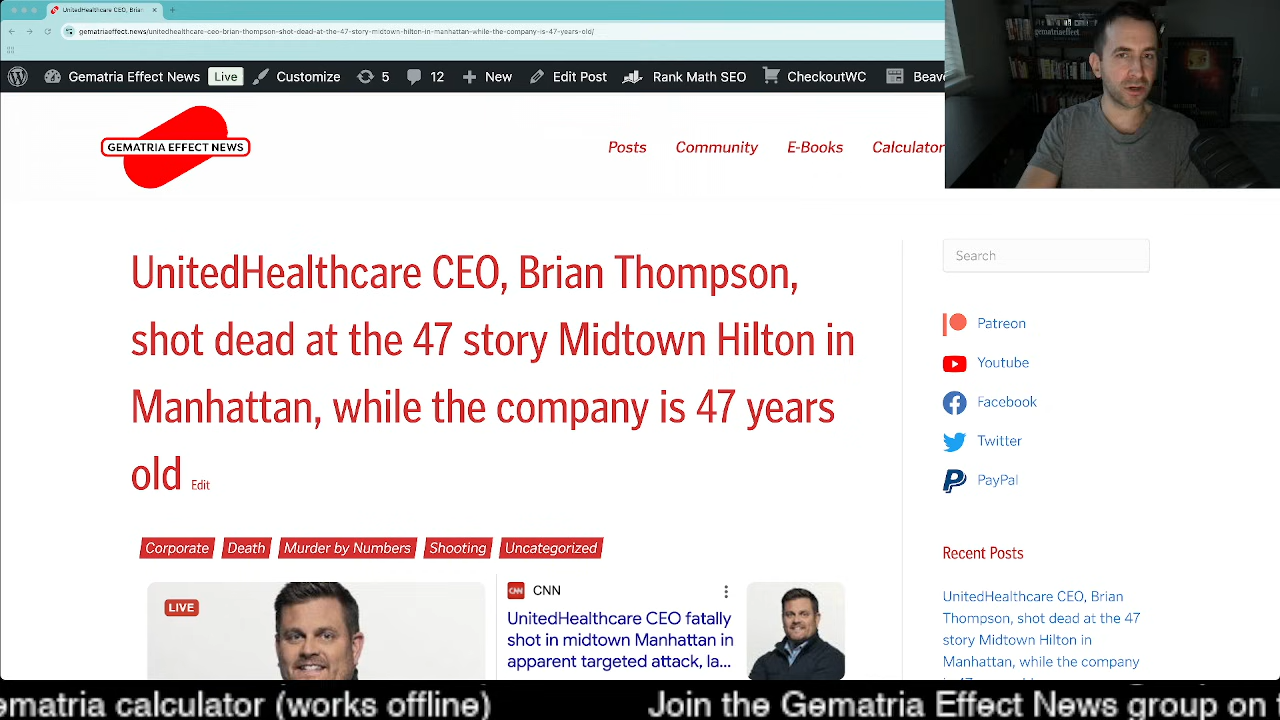 UnitedHealthcare CEO, Brian
gematriaeffect.news/unitedhealthcare-ceo-brian-thompson-shot-dead-at-the-47-story-midtown-hilton-in-manhattan-while-the-company-is-47-years-old/
Gematria Effect News Live Customize 5 12 New Edit Post Rank Math SEO CheckoutWC Beav
gematriaeffect
GEMATRIA EFFECT NEWS
Posts Community E-Books Calculator
UnitedHealthcare CEO, Brian Thompson,
shot dead at the 47 story Midtown Hilton in
Manhattan, while the company is 47 years
old Edit
Corporate Death Murder by Numbers Shooting Uncategorized
LIVE
CNN
UnitedHealthcare CEO fatally
shot in midtown Manhattan in
apparent targeted attack, la...
Search
Patreon
Youtube
Facebook
Twitter
PayPal
Recent Posts
UnitedHealthcare CEO, Brian
Thompson, shot dead at the 47
story Midtown Hilton in
Manhattan, while the company
ematria calculator (works offline) Join the Gematria Effect News group on